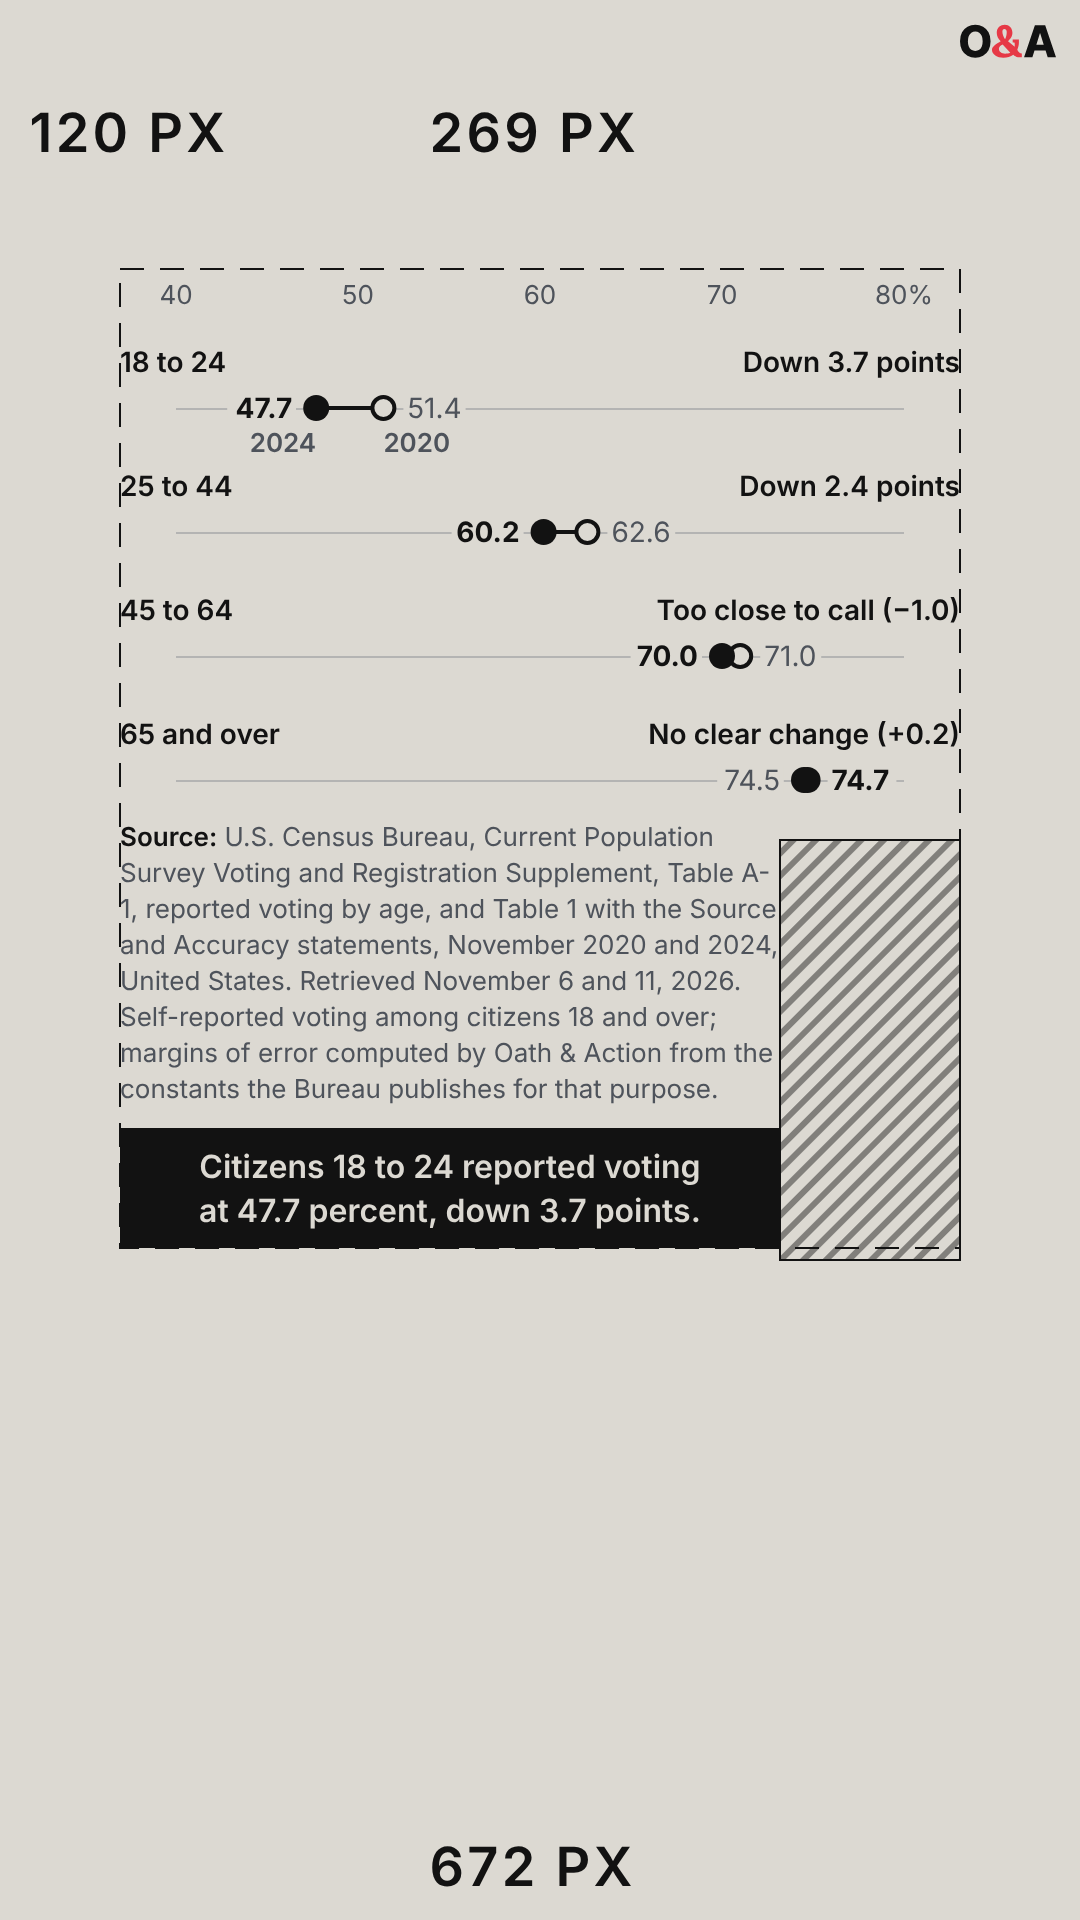 O&A
120 PX 269 PX
40 50 60 70 80%
18 to 24 Down 3.7 points
47.7 51.4
2024 2020
25 to 44 Down 2.4 points
60.2 62.6
45 to 64 Too close to call (−1.0)
70.0 71.0
65 and over No clear change (+0.2)
74.5 74.7
Source: U.S. Census Bureau, Current Population
Survey Voting and Registration Supplement, Table A-
1, reported voting by age, and Table 1 with the Source
and Accuracy statements, November 2020 and 2024,
United States. Retrieved November 6 and 11, 2026.
Self-reported voting among citizens 18 and over;
margins of error computed by Oath & Action from the
constants the Bureau publishes for that purpose.
Citizens 18 to 24 reported voting
at 47.7 percent, down 3.7 points.
672 PX